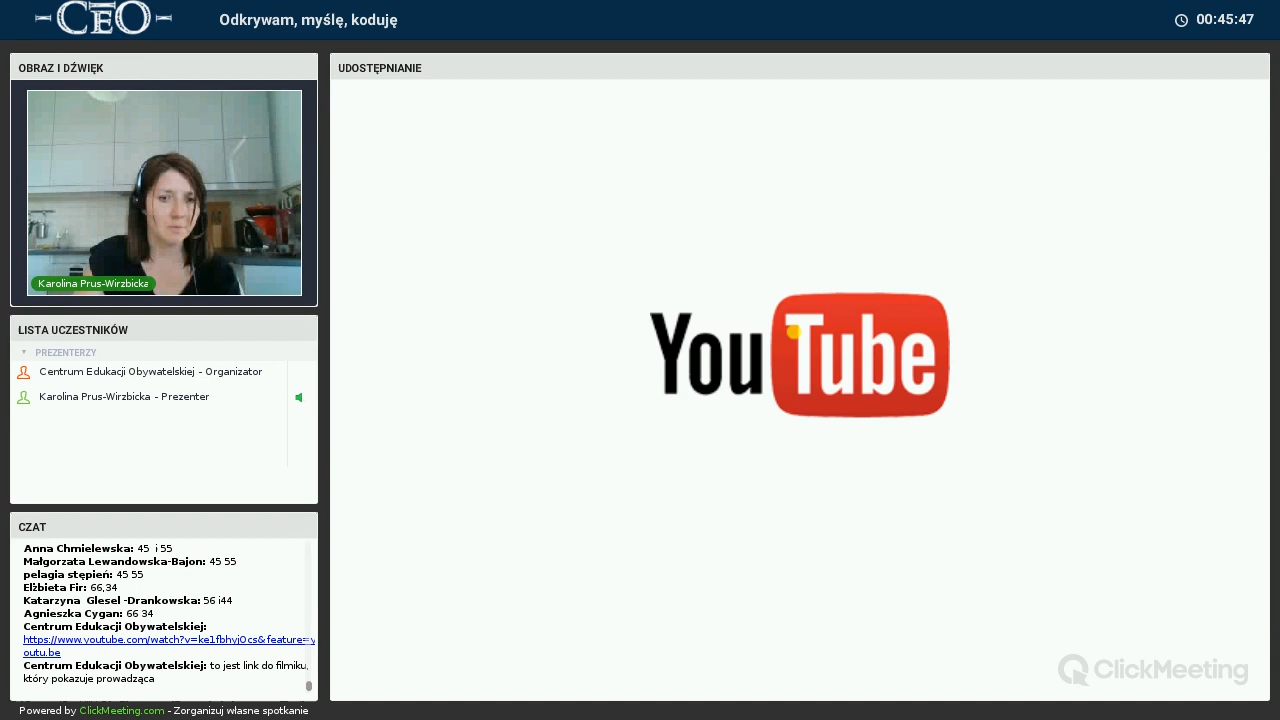 CEO
Odkrywam, myślę, koduję
00:45:47
OBRAZ I DŹWIĘK
Karolina Prus-Wirzbicka
LISTA UCZESTNIKÓW
PREZENTERZY
Centrum Edukacji Obywatelskiej - Organizator
Karolina Prus-Wirzbicka - Prezenter
CZAT
Anna Chmielewska: 45 i 55
Małgorzata Lewandowska-Bajon: 45 55
pelagia stępień: 45 55
Elżbieta Fir: 66,34
Katarzyna Glesel -Drankowska: 56 i44
Agnieszka Cygan: 66 34
Centrum Edukacji Obywatelskiej:
https://www.youtube.com/watch?v=ke1fbhyj0cs&feature=y
outu.be
Centrum Edukacji Obywatelskiej: to jest link do filmiku,
który pokazuje prowadząca
Powered by ClickMeeting.com - Zorganizuj własne spotkanie
UDOSTĘPNIANIE
YouTube
ClickMeeting